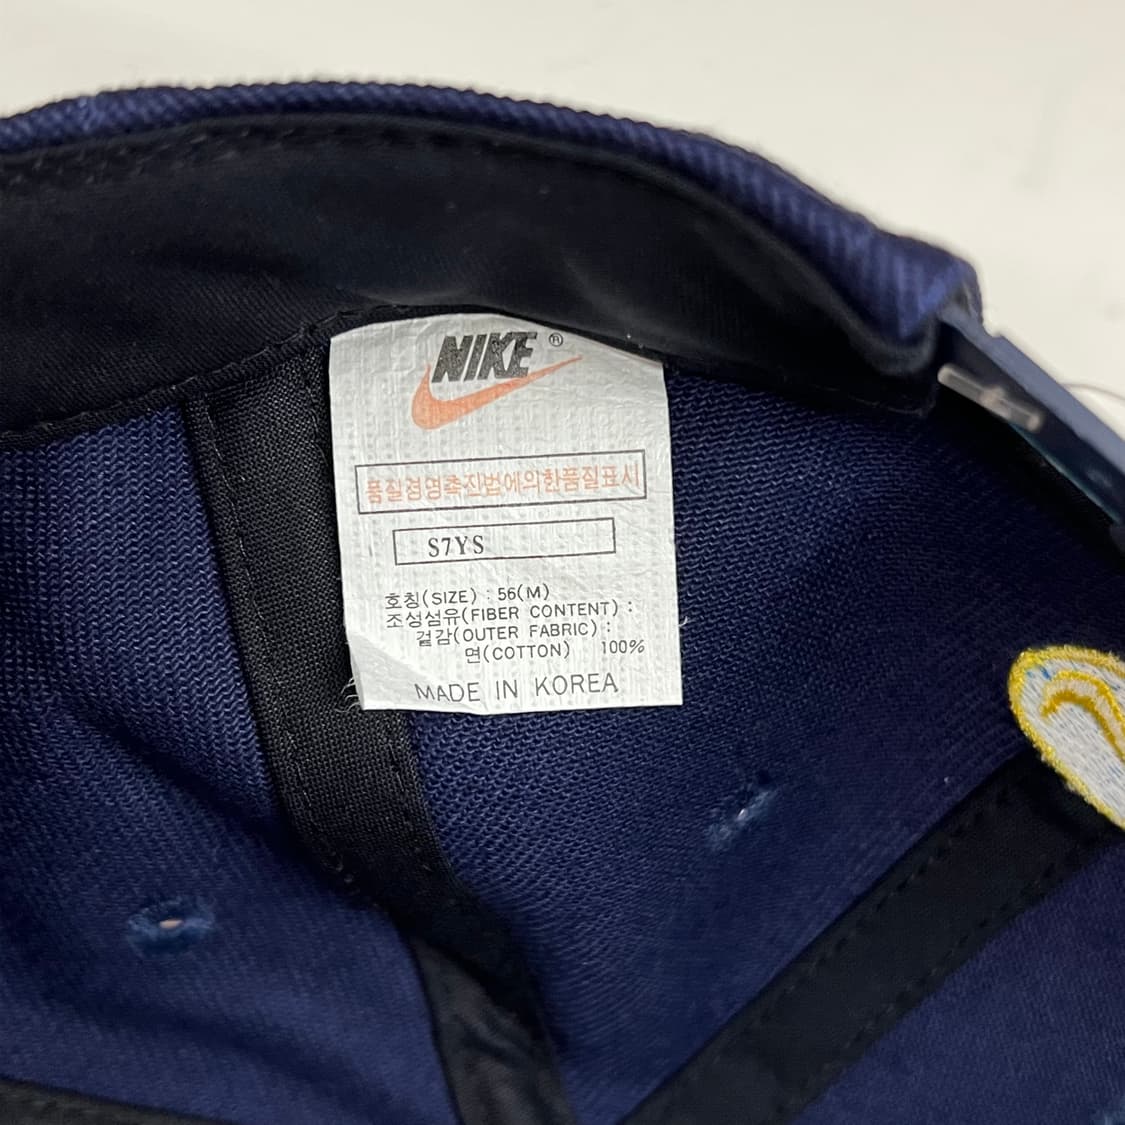 NIKE ®
품질경영촉진법에의한품질표시
S7YS
호칭(SIZE) : 56(M)
조성섬유(FIBER CONTENT) :
겉감(OUTER FABRIC) :
면(COTTON) 100%
MADE IN KOREA